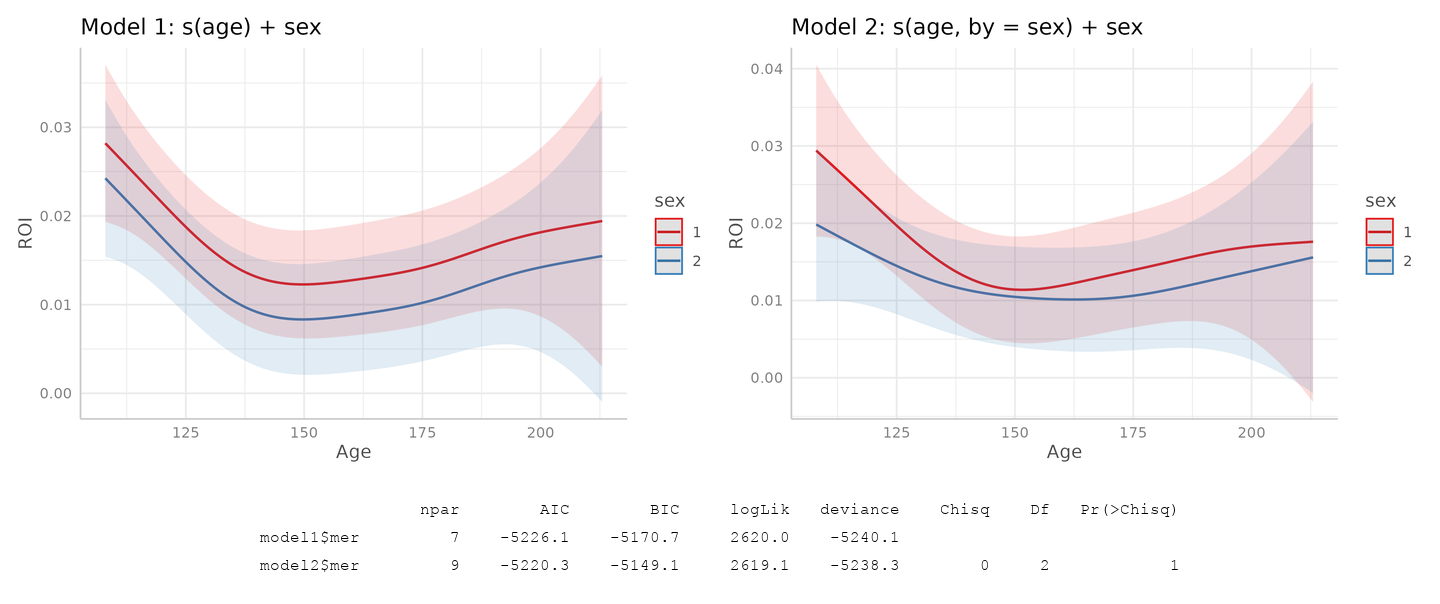 Model 1: s(age) + sex
0.03
0.02
0.01
0.00
ROI
125 150 175 200
Age
sex
1
2
Model 2: s(age, by = sex) + sex
0.04
0.03
0.02
0.01
0.00
ROI
125 150 175 200
Age
sex
1
2
npar AIC BIC logLik deviance Chisq Df Pr(>Chisq)
model1$mer 7 -5226.1 -5170.7 2620.0 -5240.1
model2$mer 9 -5220.3 -5149.1 2619.1 -5238.3 0 2 1